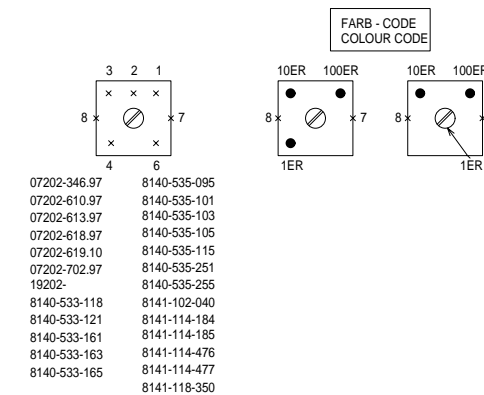 FARB - CODE
COLOUR CODE
3 2 1
8 7
4 6
10ER 100ER
8 7
1ER
10ER 100ER
8
1ER
07202-346.97 8140-535-095
07202-610.97 8140-535-101
07202-613.97 8140-535-103
07202-618.97 8140-535-105
07202-619.10 8140-535-115
07202-702.97 8140-535-251
19202- 8140-535-255
8140-533-118 8141-102-040
8140-533-121 8141-114-184
8140-533-161 8141-114-185
8140-533-163 8141-114-476
8140-533-165 8141-114-477
8141-118-350